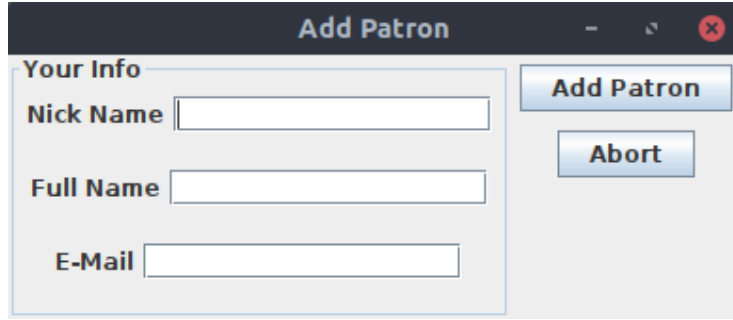 Add Patron
Your Info
Nick Name
Full Name
E-Mail
Add Patron
Abort